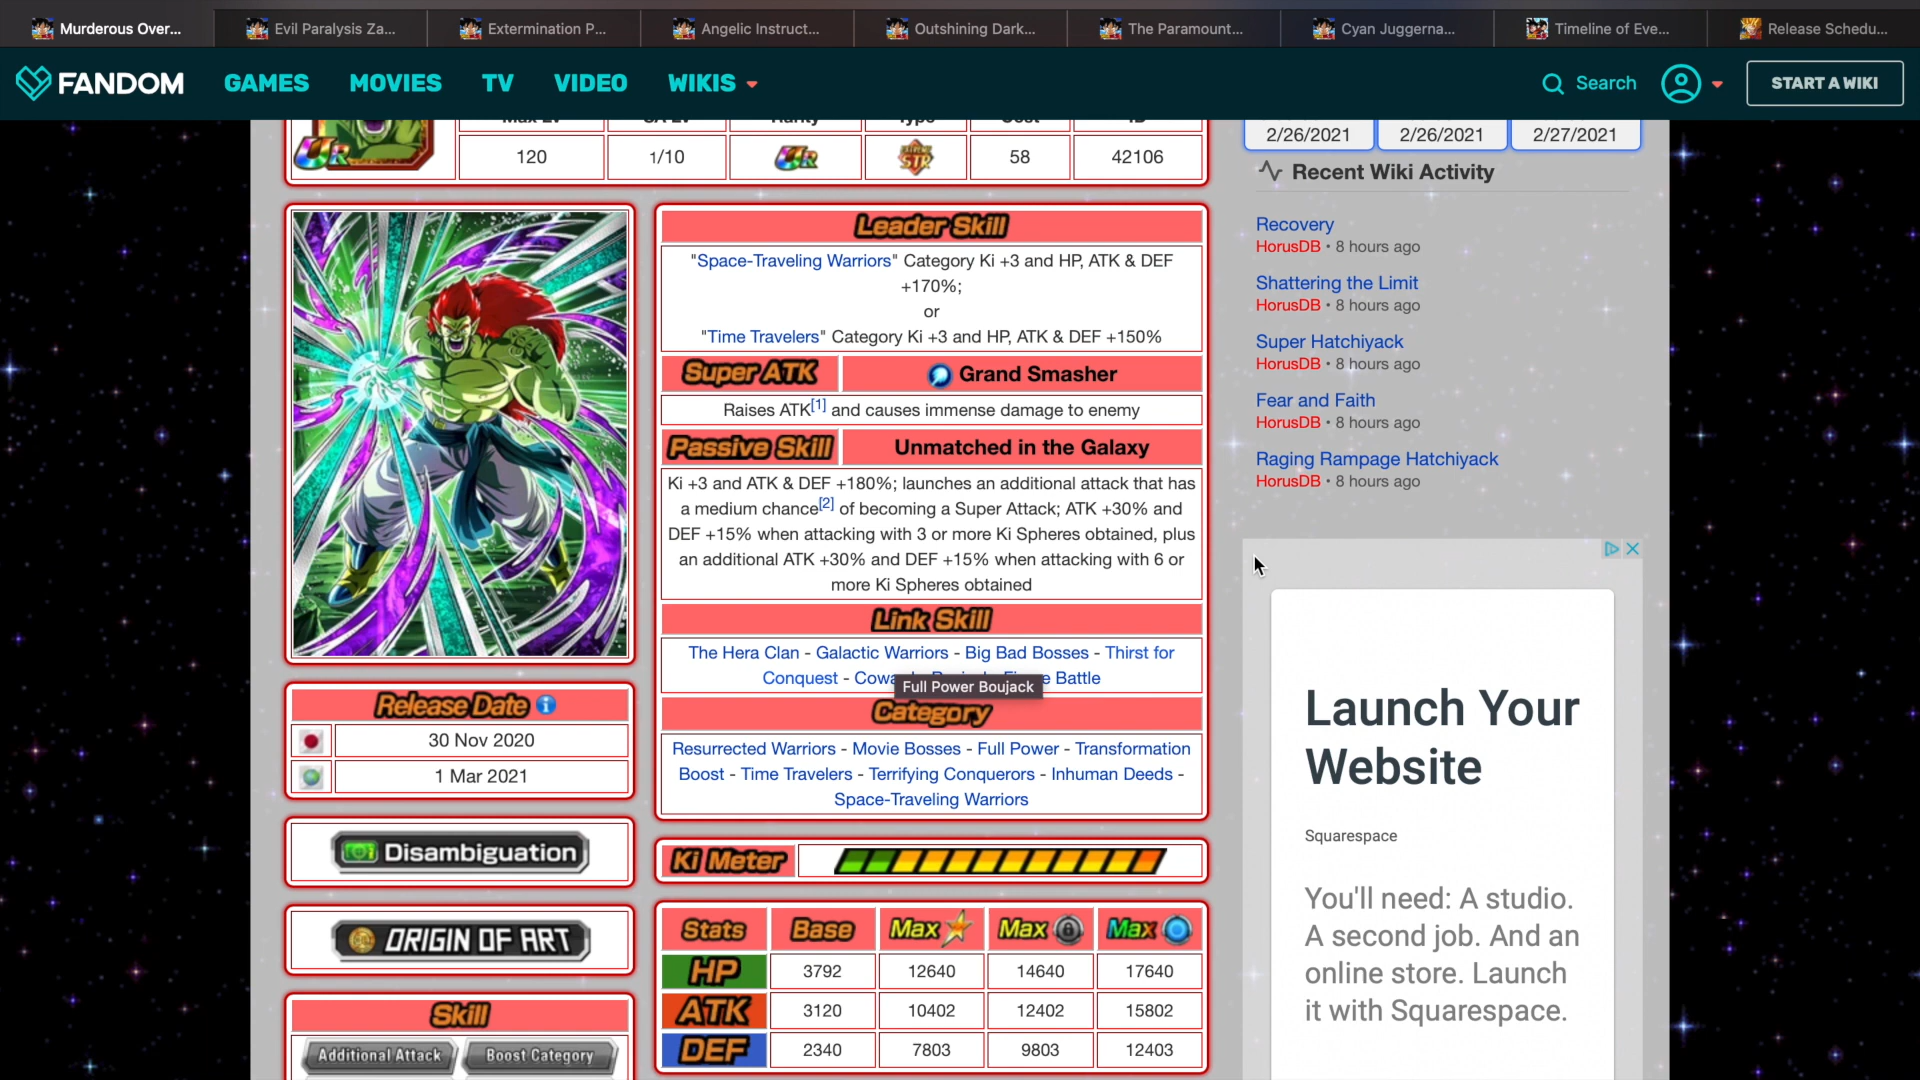 Murderous Over...
Evil Paralysis Za...
Extermination P...
Angelic Instruct...
Outshining Dark...
The Paramount...
Cyan Juggerna...
Timeline of Eve...
Release Schedu...
FANDOM
GAMES
MOVIES
TV
VIDEO
WIKIS
Search
START A WIKI
UR
120
1/10
UR
EXTREME
STR
58
42106
2/26/2021
2/26/2021
2/27/2021
Leader Skill
"Space-Traveling Warriors" Category Ki +3 and HP, ATK & DEF
+170%;
or
"Time Travelers" Category Ki +3 and HP, ATK & DEF +150%
Super ATK
Grand Smasher
Raises ATK[1] and causes immense damage to enemy
Passive Skill
Unmatched in the Galaxy
Ki +3 and ATK & DEF +180%; launches an additional attack that has
a medium chance[2] of becoming a Super Attack; ATK +30% and
DEF +15% when attacking with 3 or more Ki Spheres obtained, plus
an additional ATK +30% and DEF +15% when attacking with 6 or
more Ki Spheres obtained
Link Skill
The Hera Clan - Galactic Warriors - Big Bad Bosses - Thirst for
Conquest - Battle
Full Power Boujack
Category
Resurrected Warriors - Movie Bosses - Full Power - Transformation
Boost - Time Travelers - Terrifying Conquerors - Inhuman Deeds -
Space-Traveling Warriors
Ki Meter
Stats Base Max Max Max
HP 3792 12640 14640 17640
ATK 3120 10402 12402 15802
DEF 2340 7803 9803 12403
Release Date
30 Nov 2020
1 Mar 2021
Disambiguation
ORIGIN OF ART
Skill
Additional Attack
Boost Category
Recent Wiki Activity
Recovery
HorusDB • 8 hours ago
Shattering the Limit
HorusDB • 8 hours ago
Super Hatchiyack
HorusDB • 8 hours ago
Fear and Faith
HorusDB • 8 hours ago
Raging Rampage Hatchiyack
HorusDB • 8 hours ago
Launch Your
Website
Squarespace
You'll need: A studio.
A second job. And an
online store. Launch
it with Squarespace.